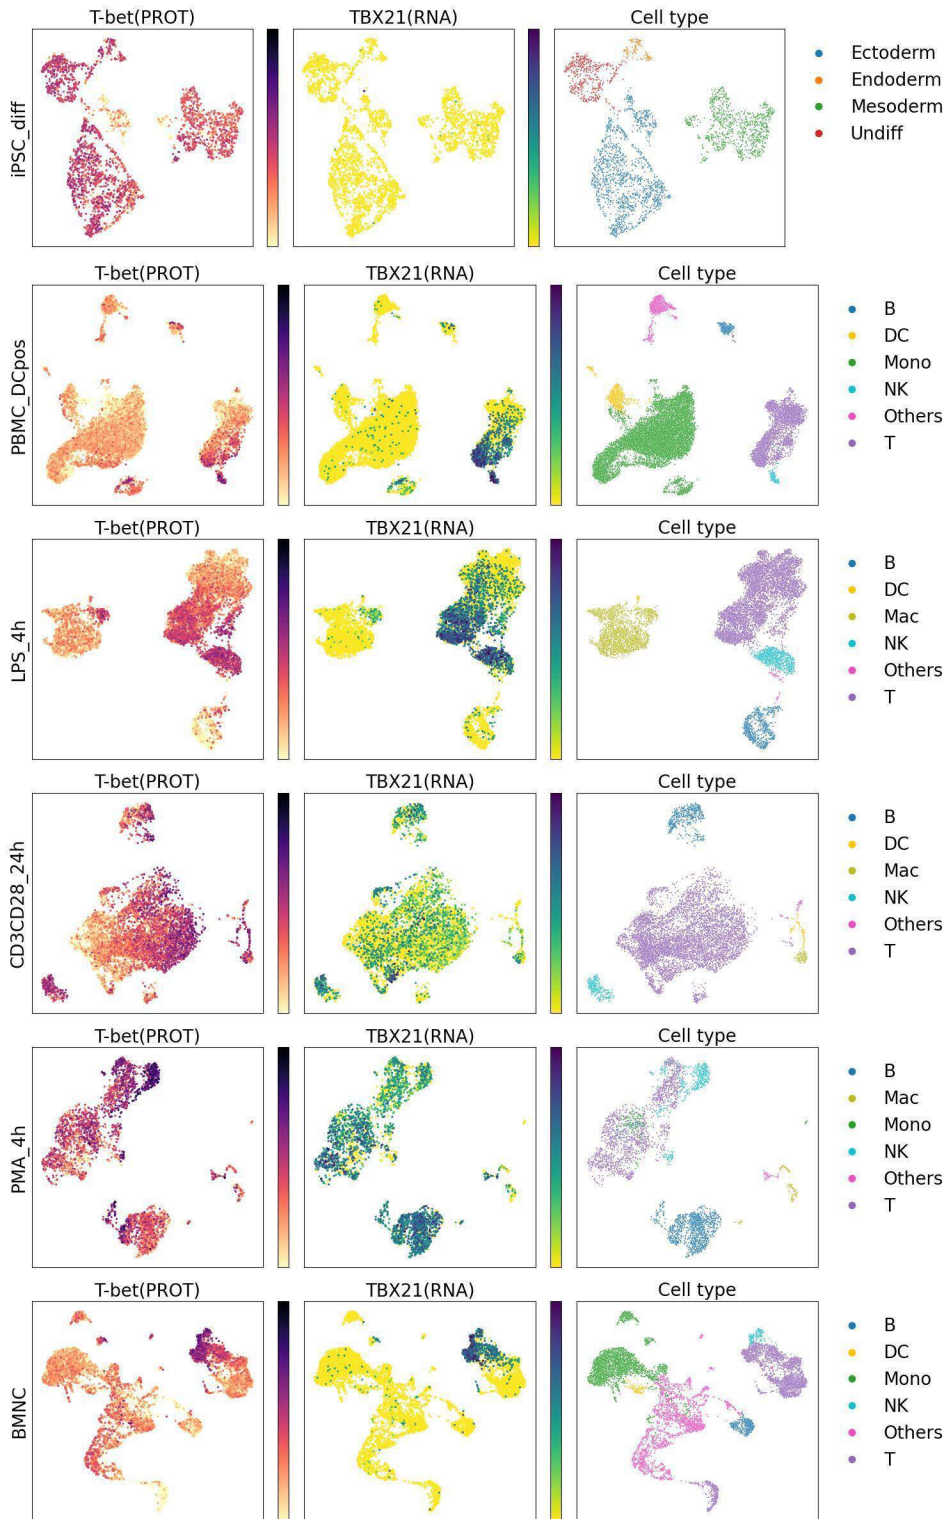 T-bet(PROT) TBX21(RNA) Cell type
iPSC_diff
Ectoderm
Endoderm
Mesoderm
Undiff
T-bet(PROT) TBX21(RNA) Cell type
PBMC_DCpos
B
DC
Mono
NK
Others
T
T-bet(PROT) TBX21(RNA) Cell type
LPS_4h
B
DC
Mac
NK
Others
T
T-bet(PROT) TBX21(RNA) Cell type
CD3CD28_24h
B
DC
Mac
NK
Others
T
T-bet(PROT) TBX21(RNA) Cell type
PMA_4h
B
Mac
Mono
NK
Others
T
T-bet(PROT) TBX21(RNA) Cell type
BMNC
B
DC
Mono
NK
Others
T